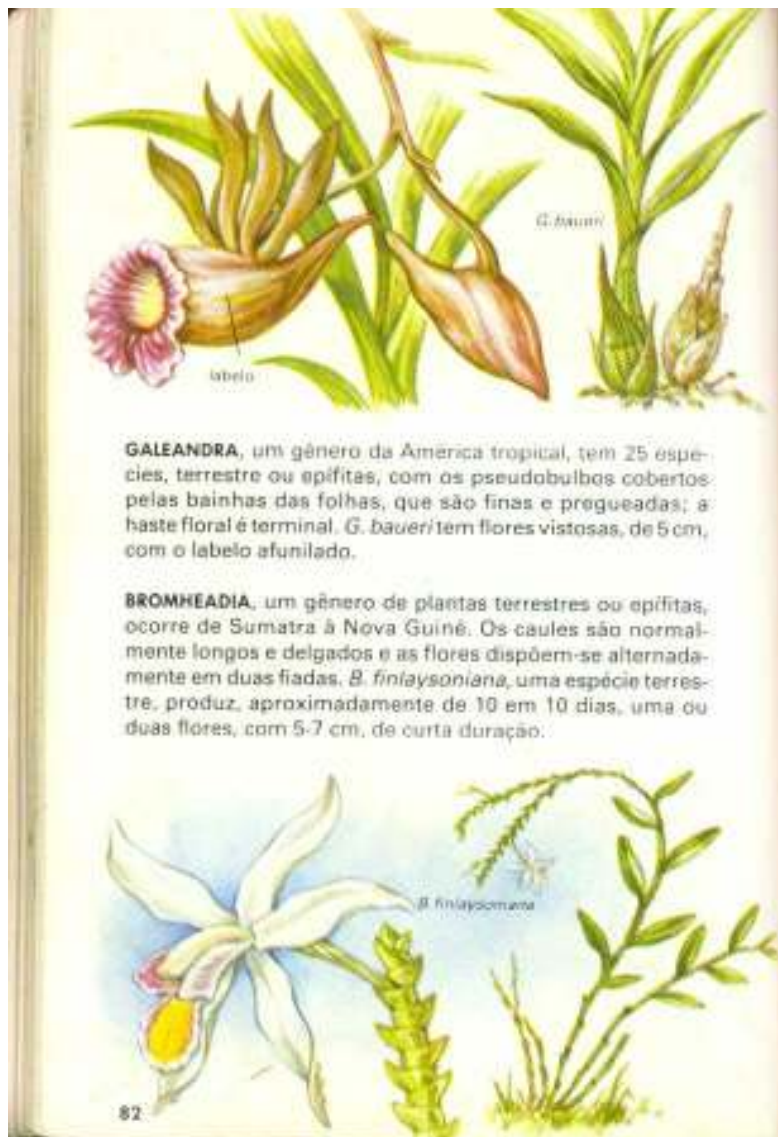 G. baueri
labelo
GALEANDRA, um gênero da América tropical, tem 25 espé-
cies, terrestre ou epífitas, com os pseudobulbos cobertos
pelas bainhas das folhas, que são finas e pregueadas; a
haste floral é terminal. G. baueri tem flores vistosas, de 5 cm,
com o labelo afunilado.
BROMHEADIA, um gênero de plantas terrestres ou epífitas,
ocorre de Sumatra à Nova Guiné. Os caules são normal-
mente longos e delgados e as flores dispõem-se alternada-
mente em duas fiadas. B. finlaysoniana, uma espécie terres-
tre, produz, aproximadamente de 10 em 10 dias, uma ou
duas flores, com 5-7 cm, de curta duração.
B. finlaysoniana
82